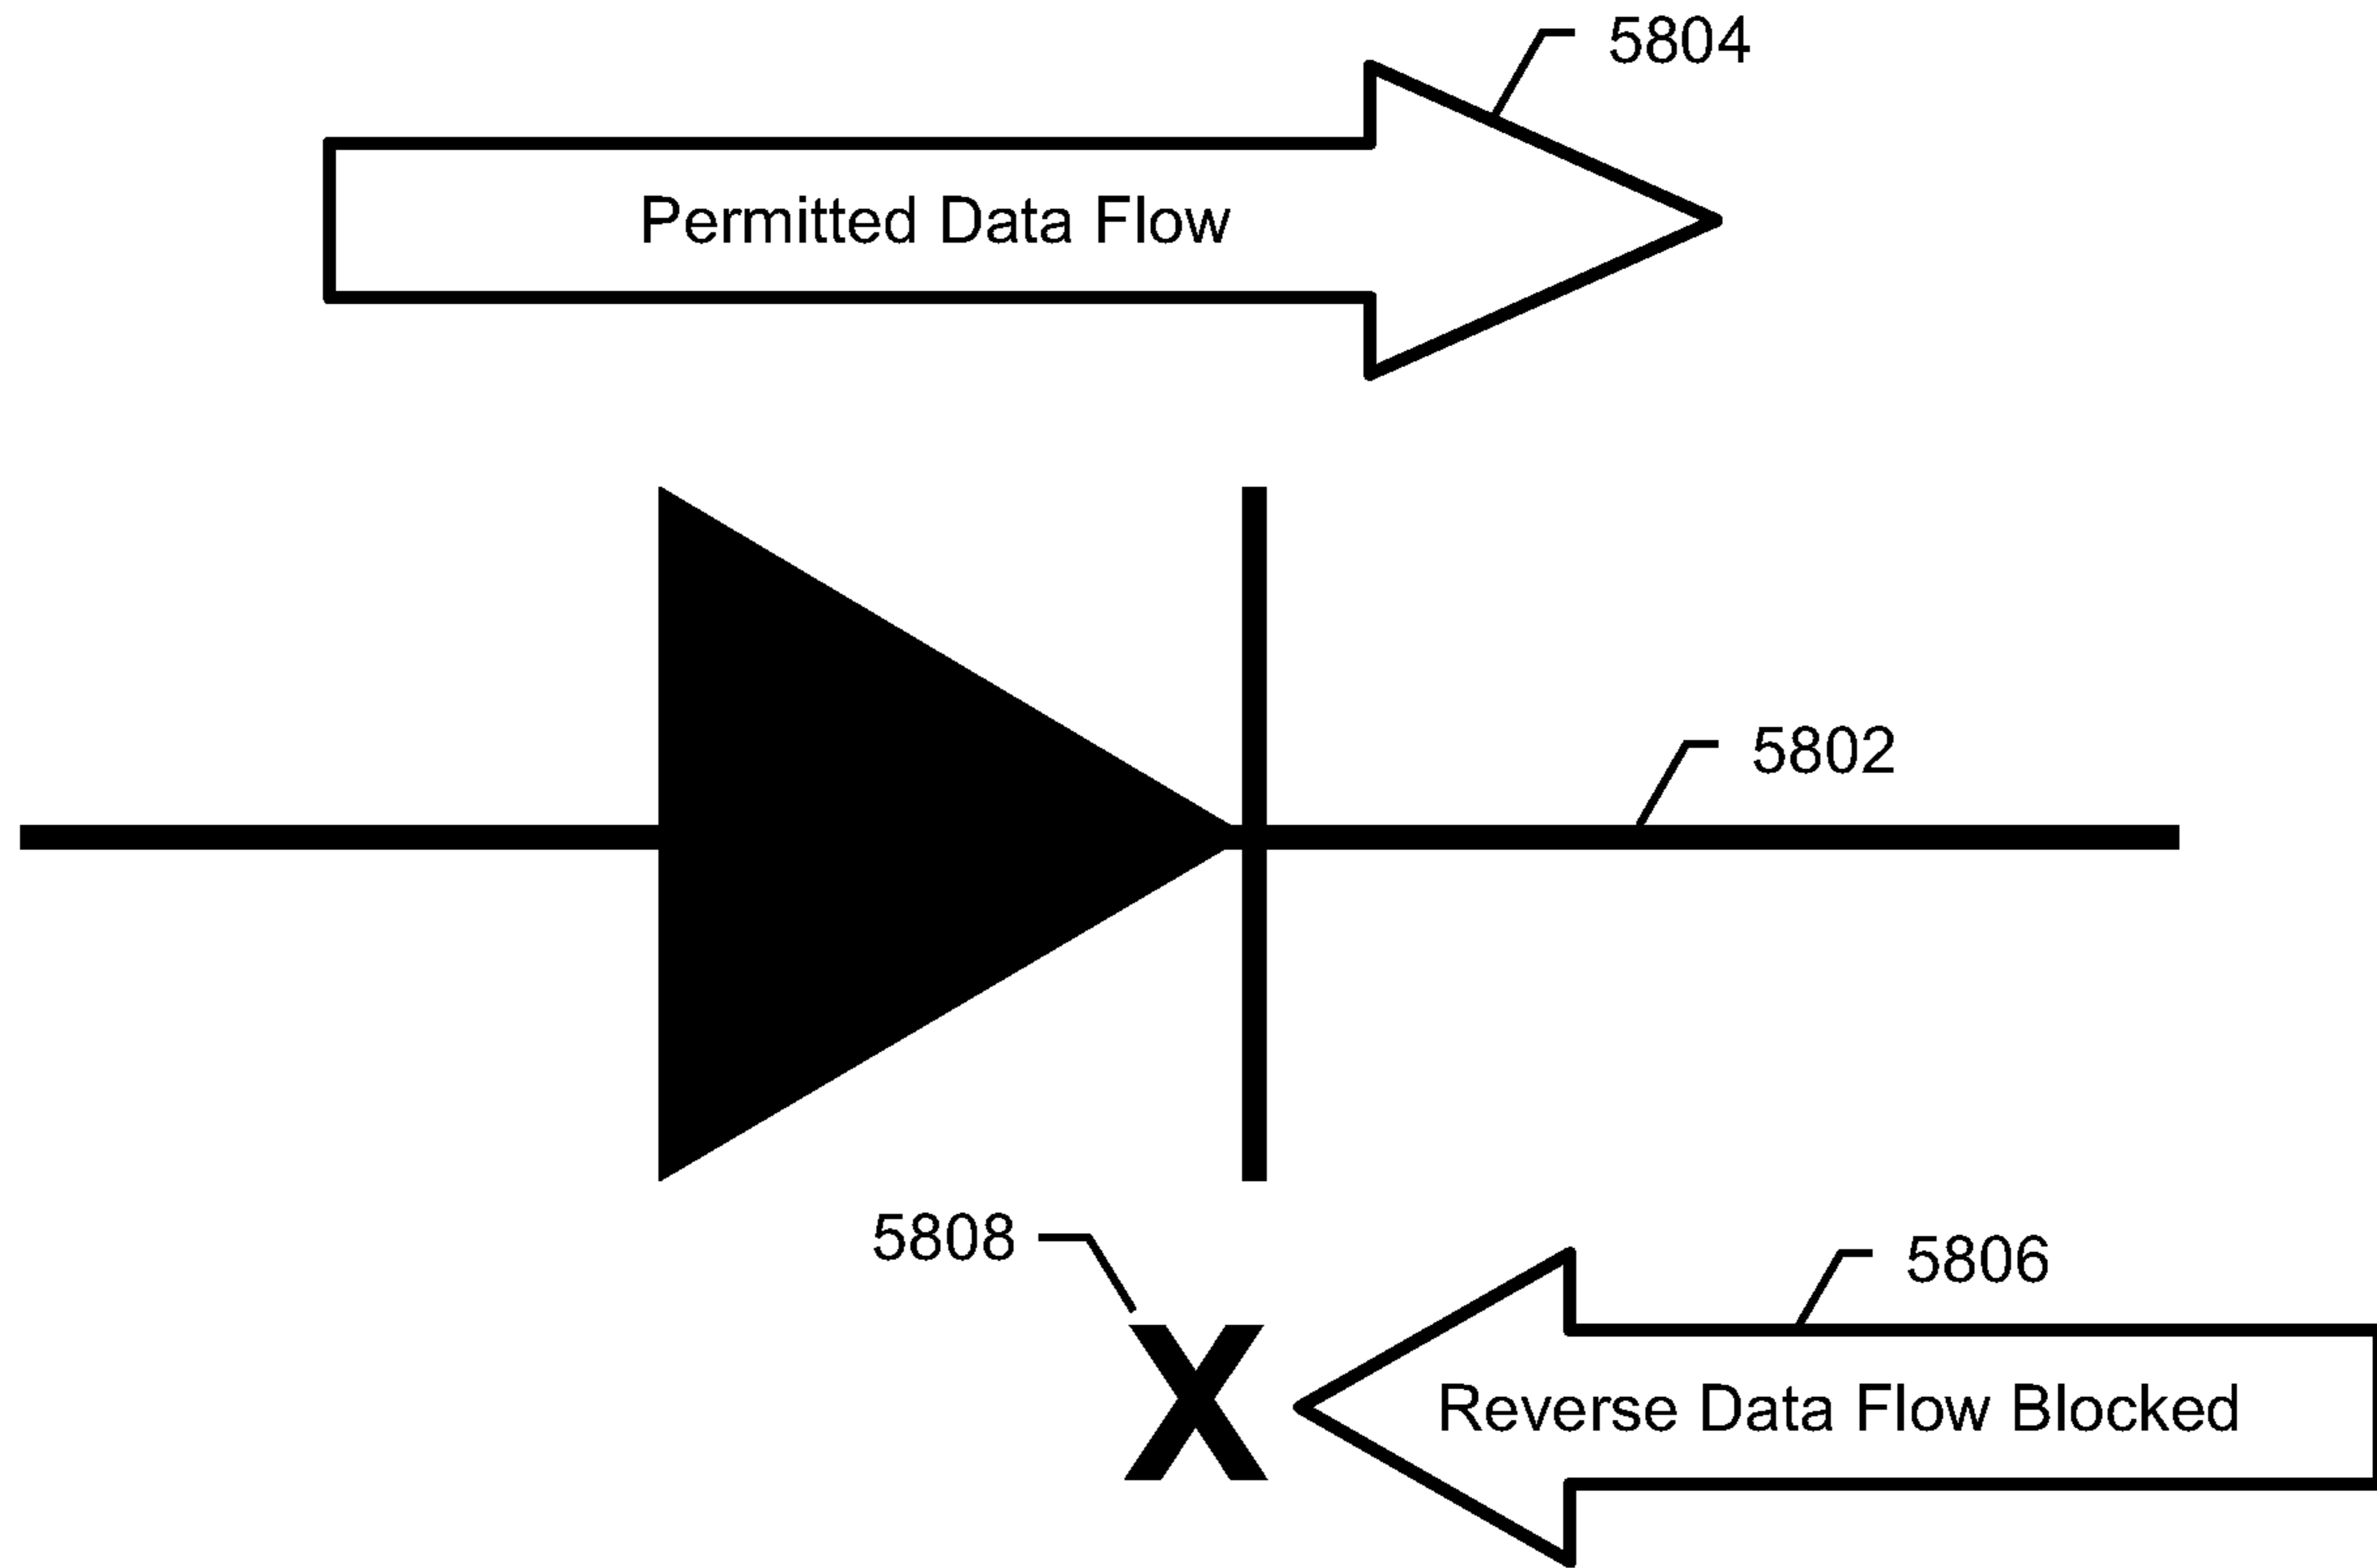 5804
Permitted Data Flow
5802
5808
5806
X
Reverse Data Flow Blocked